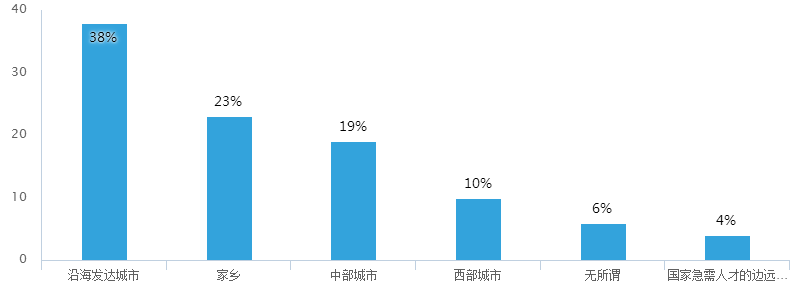 40
30
20
10
0
38%
23%
19%
10%
6%
4%
沿海发达城市
家乡
中部城市
西部城市
无所谓
国家急需人才的边远...